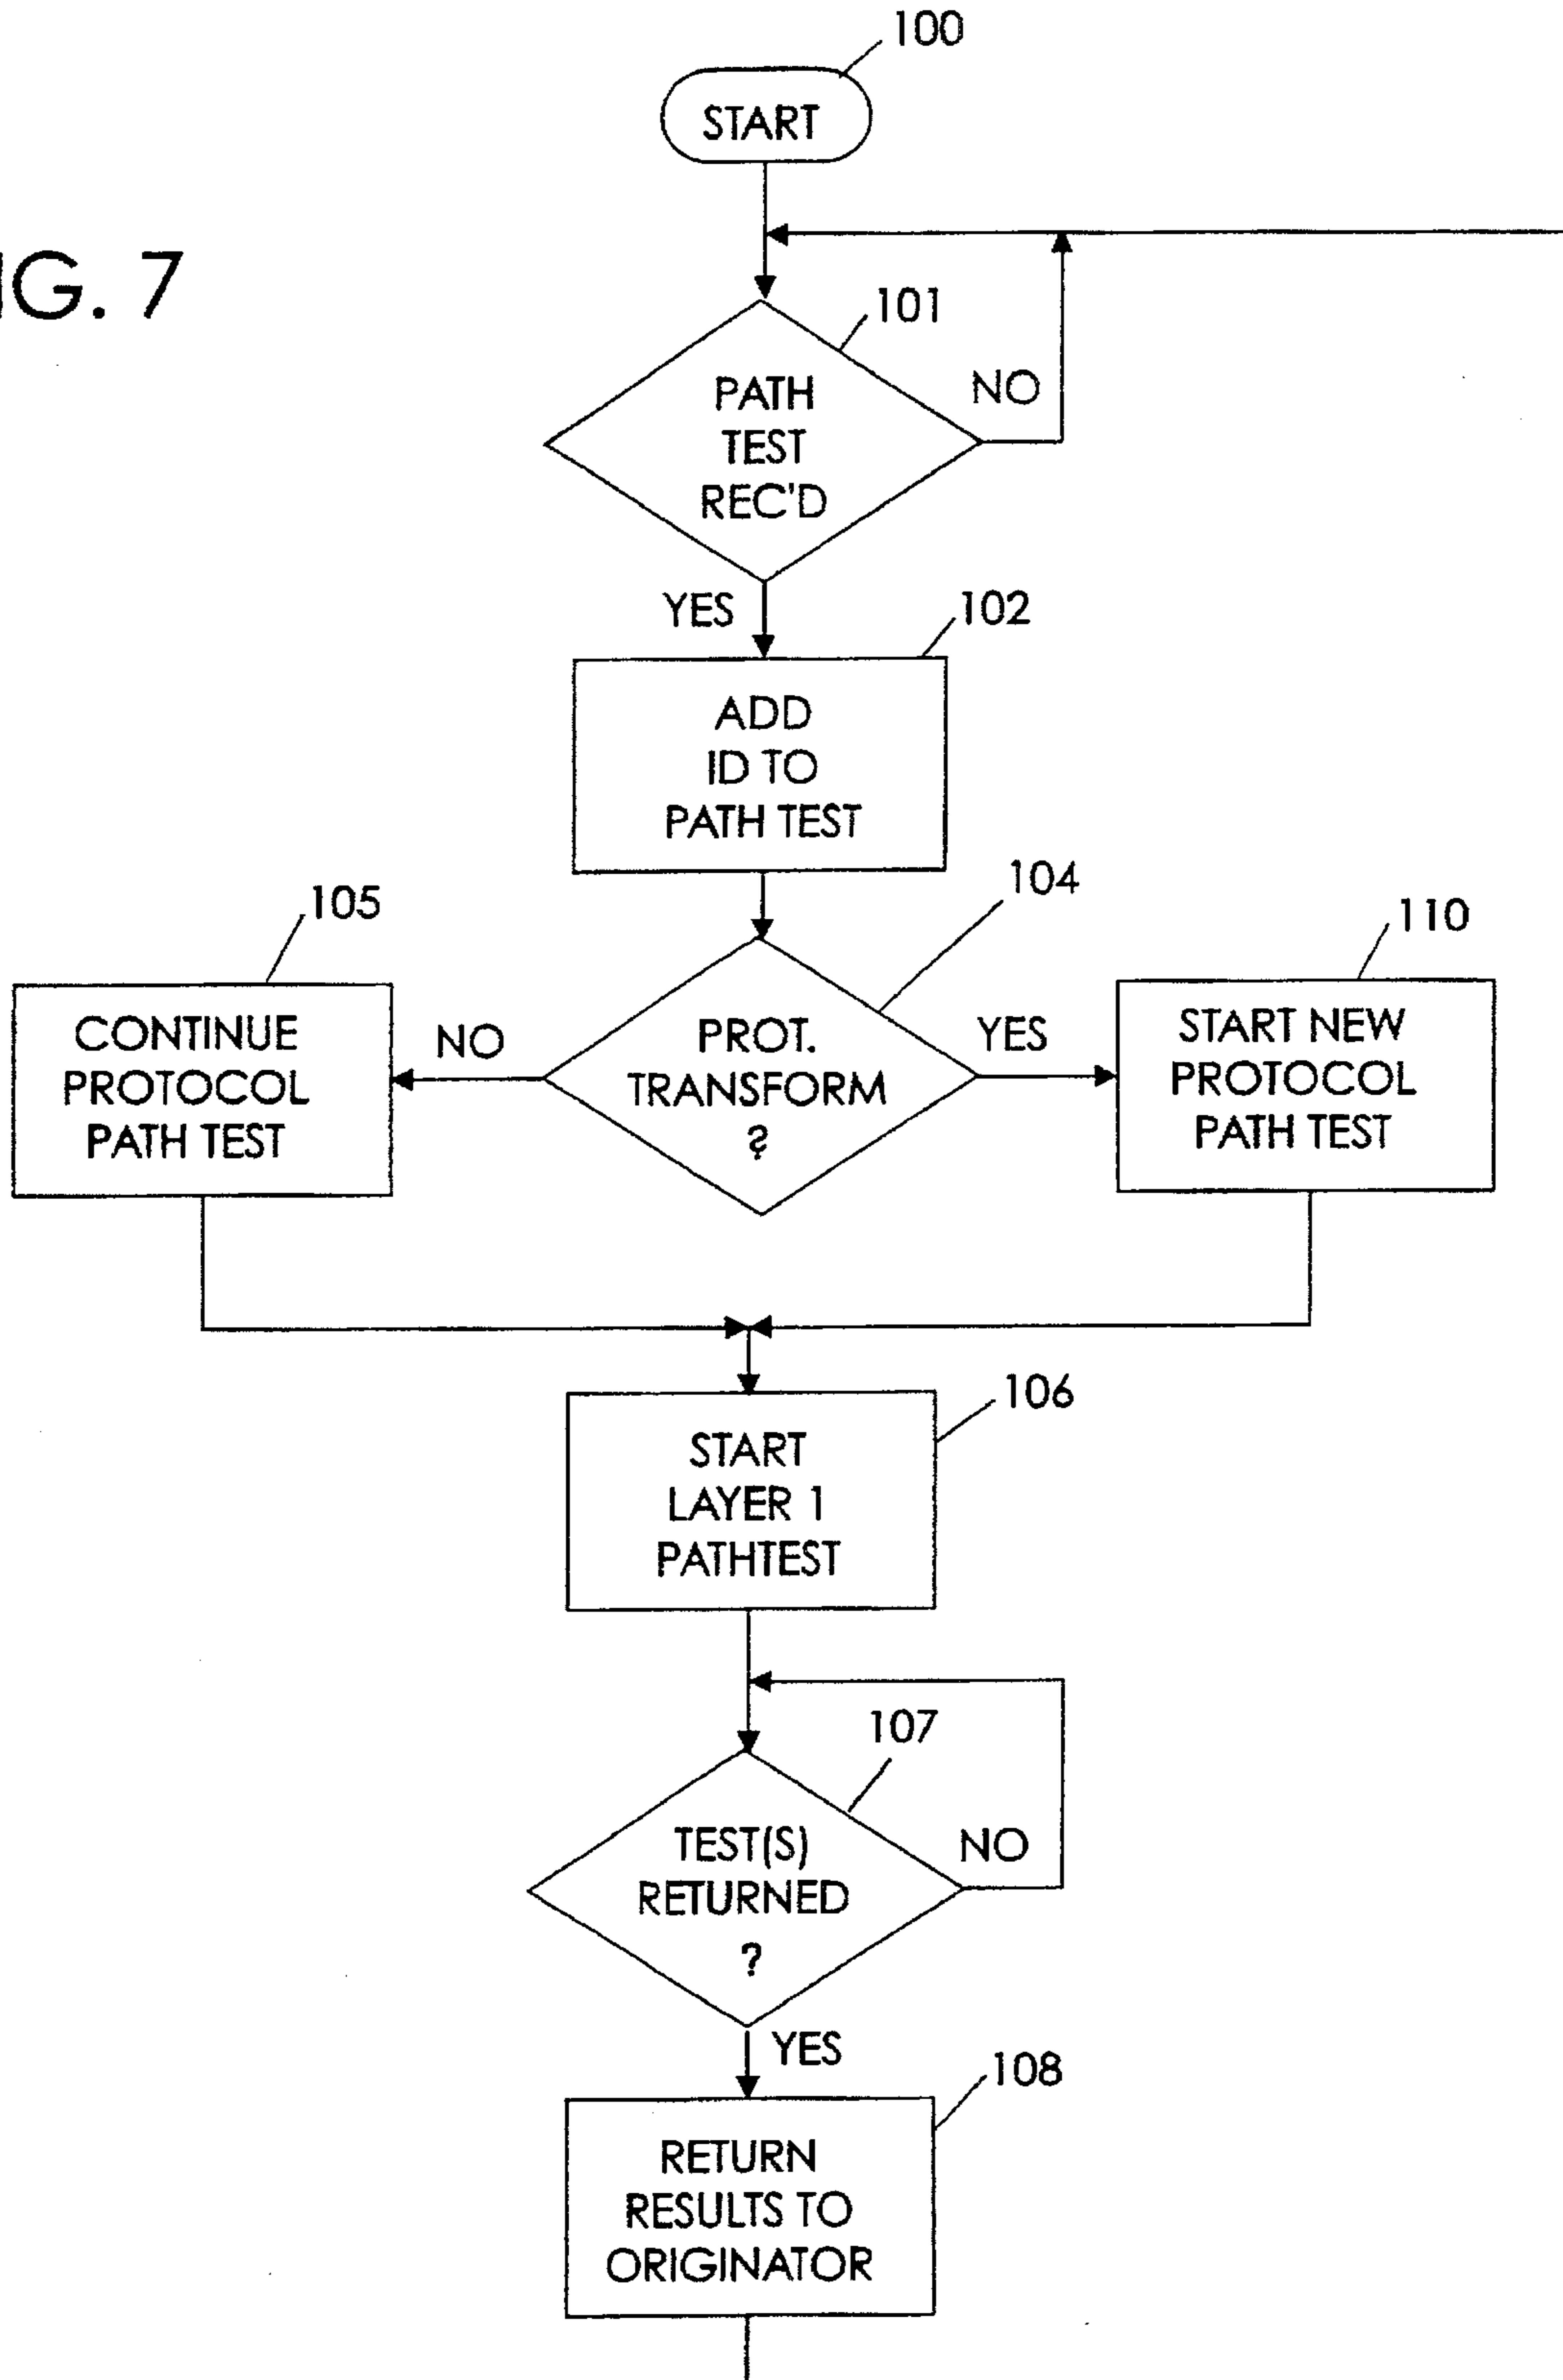 100
START
IG. 7
101
PATH
TEST
REC'D
NO
YES
102
ADD
ID TO
PATH TEST
104
105
110
CONTINUE
PROTOCOL
PATH TEST
NO
PROT.
TRANSFORM
?
YES
START NEW
PROTOCOL
PATH TEST
106
START
LAYER 1
PATHTEST
107
TEST(S)
RETURNED
?
NO
YES
108
RETURN
RESULTS TO
ORIGINATOR